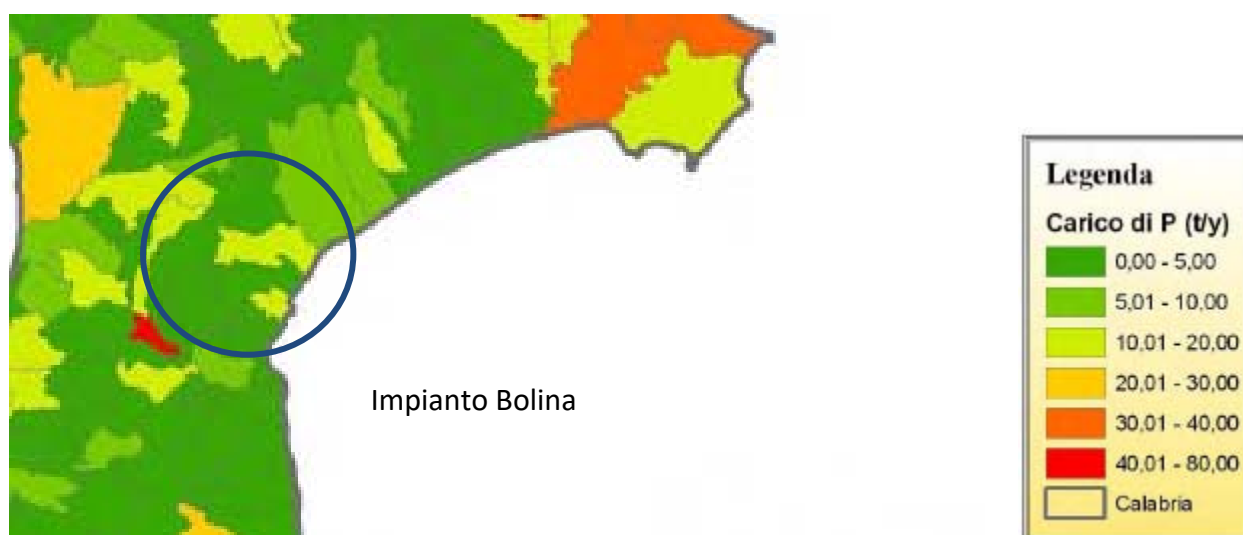 Impianto Bolina
Legenda
Carico di P (t/y)
0,00 - 5,00
5,01 - 10,00
10,01 - 20,00
20,01 - 30,00
30,01 - 40,00
40,01 - 80,00
Calabria